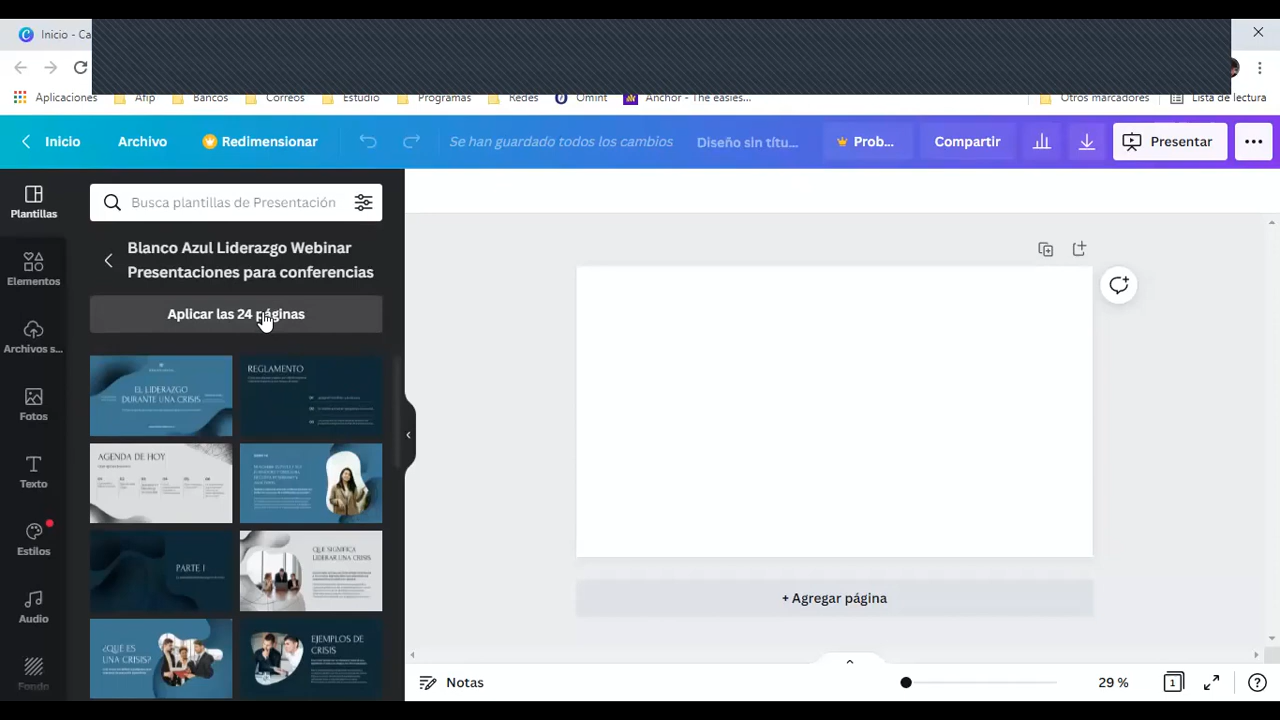 Inicio - Ca
Aplicaciones
Afip
Bancos
Correos
Estudio
Programas
Redes
Omint
Anchor - The easies...
Otros marcadores
Lista de lectura
Inicio
Archivo
Redimensionar
Se han guardado todos los cambios
Diseño sin títu...
Prob...
Compartir
Presentar
Plantillas
Elementos
Archivos s...
Fotos
Texto
Estilos
Audio
Fondo
Busca plantillas de Presentación
Blanco Azul Liderazgo Webinar
Presentaciones para conferencias
Aplicar las 24 páginas
EL LIDERAZGO
DURANTE UNA CRISIS
REGLAMENTO
AGENDA DE HOY
PARTE I
QUÉ SIGNIFICA
LIDERAR UNA CRISIS
¿QUÉ ES
UNA CRISIS?
EJEMPLOS DE
CRISIS
+ Agregar página
Notas
29 %
1